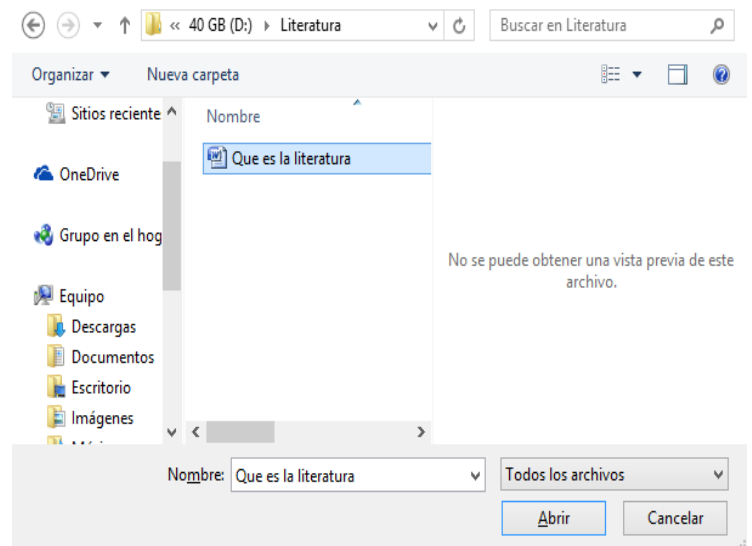 « 40 GB (D:) Literatura
Buscar en Literatura
Organizar
Nueva carpeta
Sitios reciente
OneDrive
Grupo en el hog
Equipo
Descargas
Documentos
Escritorio
Imágenes
Nombre
Que es la literatura
No se puede obtener una vista previa de este
archivo.
Nombre: Que es la literatura
Todos los archivos
Abrir
Cancelar